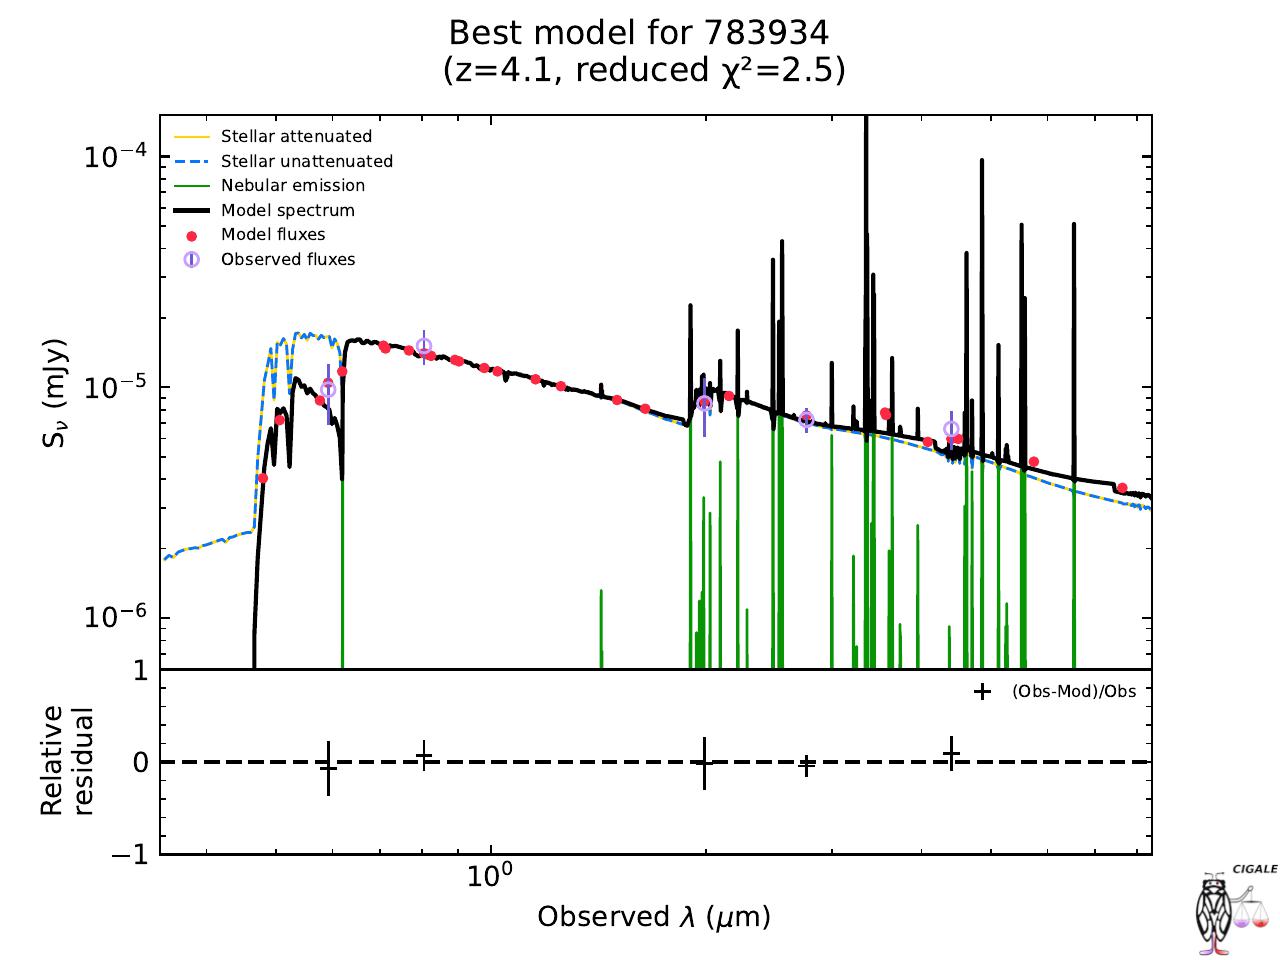 Best model for 783934
(z=4.1, reduced χ²=2.5)
Stellar attenuated
Stellar unattenuated
Nebular emission
Model spectrum
Model fluxes
Observed fluxes
10⁻⁴
10⁻⁵
10⁻⁶
S_ν (mJy)
1
0
−1
Relative
residual
(Obs-Mod)/Obs
10⁰
Observed λ (μm)
CIGALE